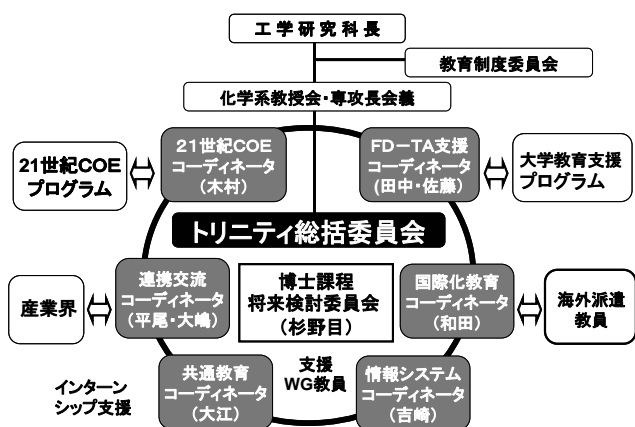 工学研究科長
教育制度委員会
化学系教授会・専攻長会議
21世紀COE
プログラム
21世紀COE
コーディネータ
(木村)
FD－TA支援
コーディネータ
(田中・佐藤)
大学教育支援
プログラム
トリニティ総括委員会
産業界
連携交流
コーディネータ
(平尾・大嶋)
博士課程
将来検討委員会
(杉野目)
国際化教育
コーディネータ
(和田)
海外派遣
教員
インターン
シップ支援
共通教育
コーディネータ
(大江)
支援
WG教員
情報システム
コーディネータ
(吉崎)